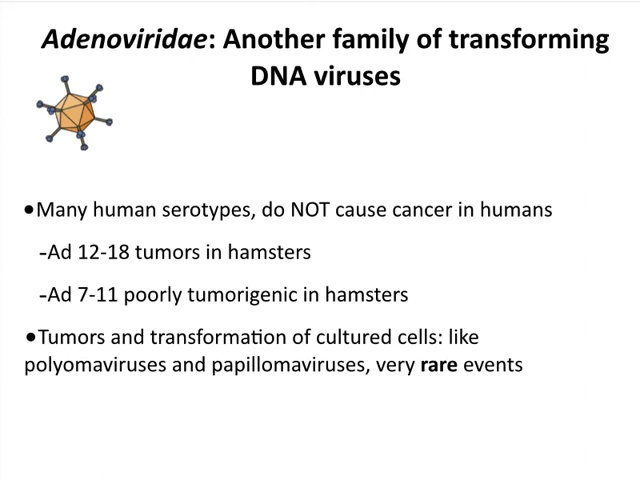 Adenoviridae: Another family of transforming
DNA viruses
•Many human serotypes, do NOT cause cancer in humans
-Ad 12-18 tumors in hamsters
-Ad 7-11 poorly tumorigenic in hamsters
•Tumors and transformation of cultured cells: like
polyomaviruses and papillomaviruses, very rare events